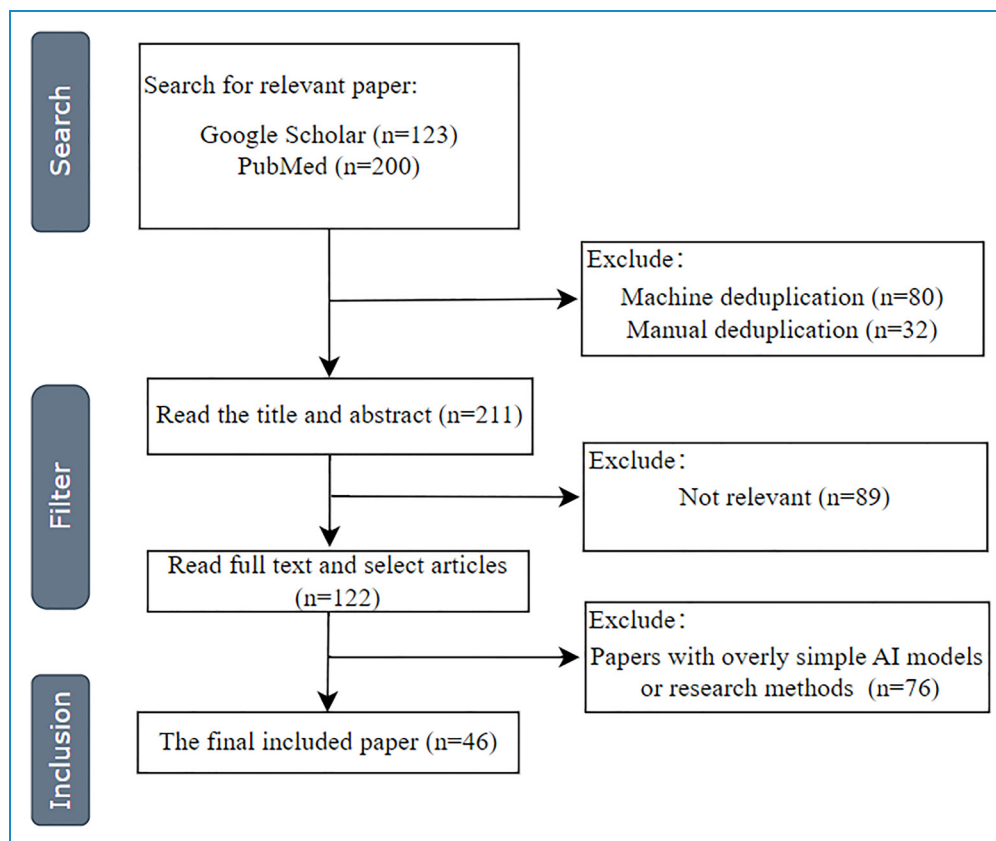 Search
Search for relevant paper:
Google Scholar (n=123)
PubMed (n=200)
Exclude：
Machine deduplication (n=80)
Manual deduplication (n=32)
Filter
Read the title and abstract (n=211)
Exclude：
Not relevant (n=89)
Read full text and select articles
(n=122)
Exclude：
Papers with overly simple AI models
or research methods (n=76)
Inclusion
The final included paper (n=46)